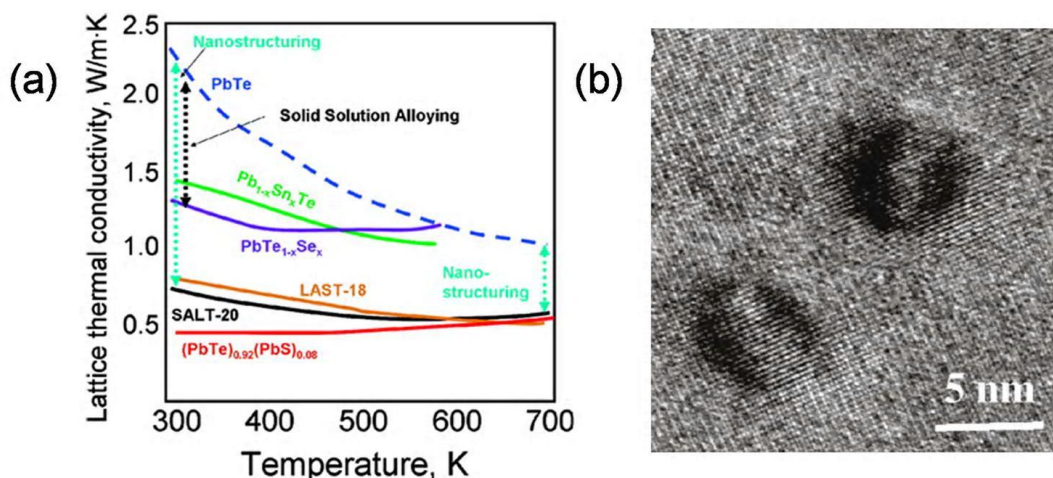 (a)
Lattice thermal conductivity, W/m·K
2.5
2.0
1.5
1.0
0.5
Nanostructuring
PbTe
Solid Solution Alloying
Pb₁₋ₓSnₓTe
PbTe₁₋ₓSeₓ
Nano-
structuring
LAST-18
SALT-20
(PbTe)₀.₉₂(PbS)₀.₀₈
300
400
500
600
700
Temperature, K
(b)
5 nm